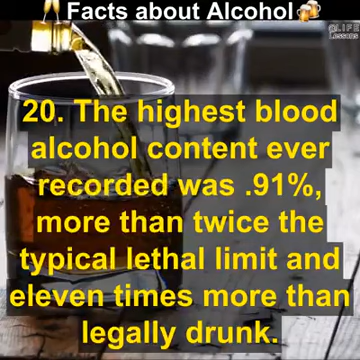 🥂Facts about Alcohol🍻
@LIFE
Lessons
20. The highest blood
alcohol content ever
recorded was .91%,
more than twice the
typical lethal limit and
eleven times more than
legally drunk.